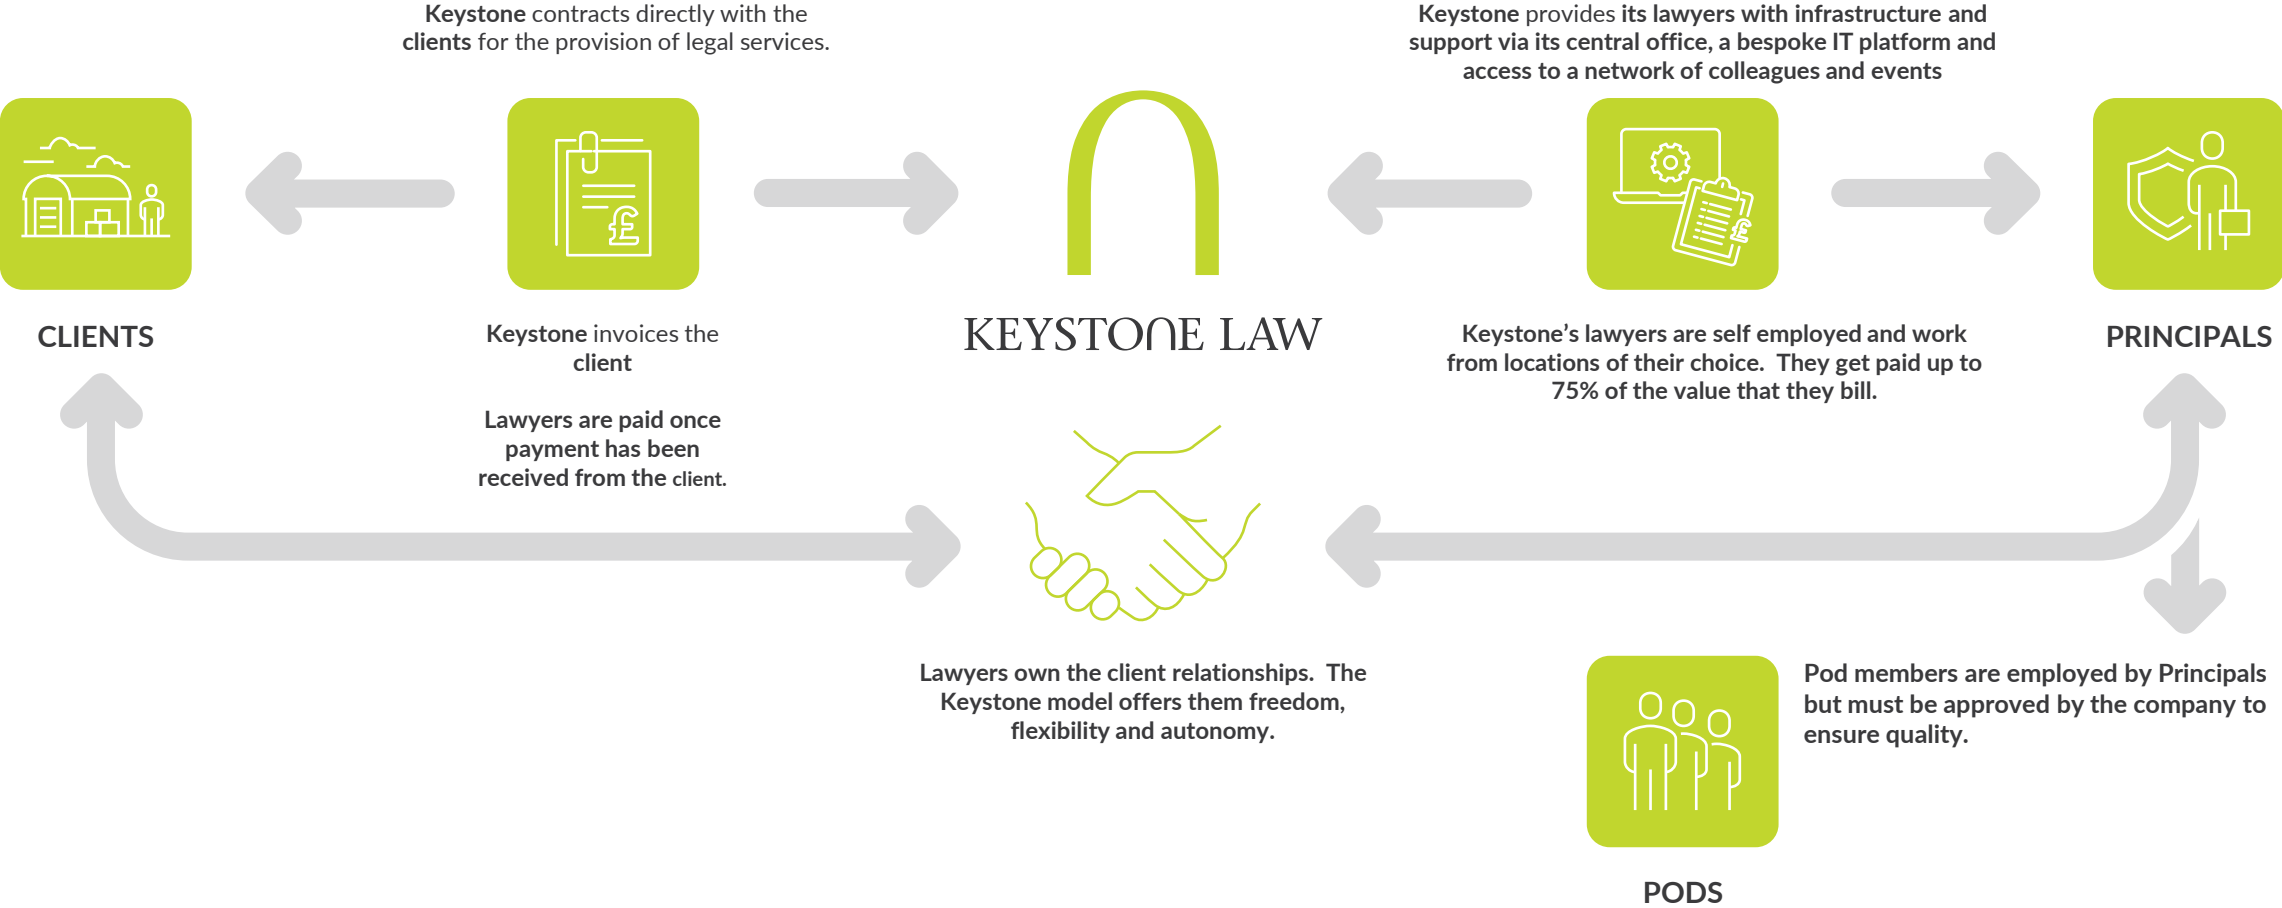 Keystone contracts directly with the
clients for the provision of legal services.
Keystone provides its lawyers with infrastructure and
support via its central office, a bespoke IT platform and
access to a network of colleagues and events
CLIENTS
Keystone invoices the
client
Lawyers are paid once
payment has been
received from the client.
KEYSTONE LAW
Keystone’s lawyers are self employed and work
from locations of their choice.  They get paid up to
75% of the value that they bill.
PRINCIPALS
Lawyers own the client relationships.  The
Keystone model offers them freedom,
flexibility and autonomy.
Pod members are employed by Principals
but must be approved by the company to
ensure quality.
PODS